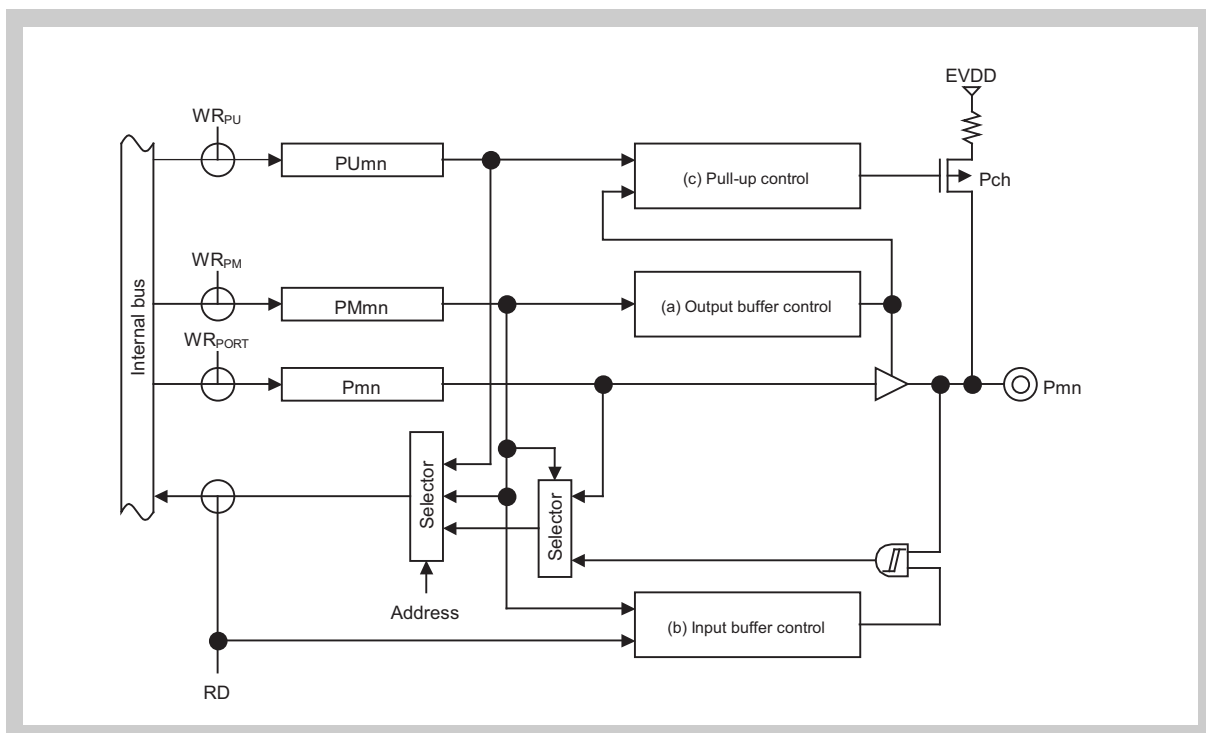 EVDD
WRPU
PUmn
(c) Pull-up control
Pch
WRPM
Internal bus
PMmn
(a) Output buffer control
WRPORT
Pmn
Pmn
Selector
Selector
Address
(b) Input buffer control
RD